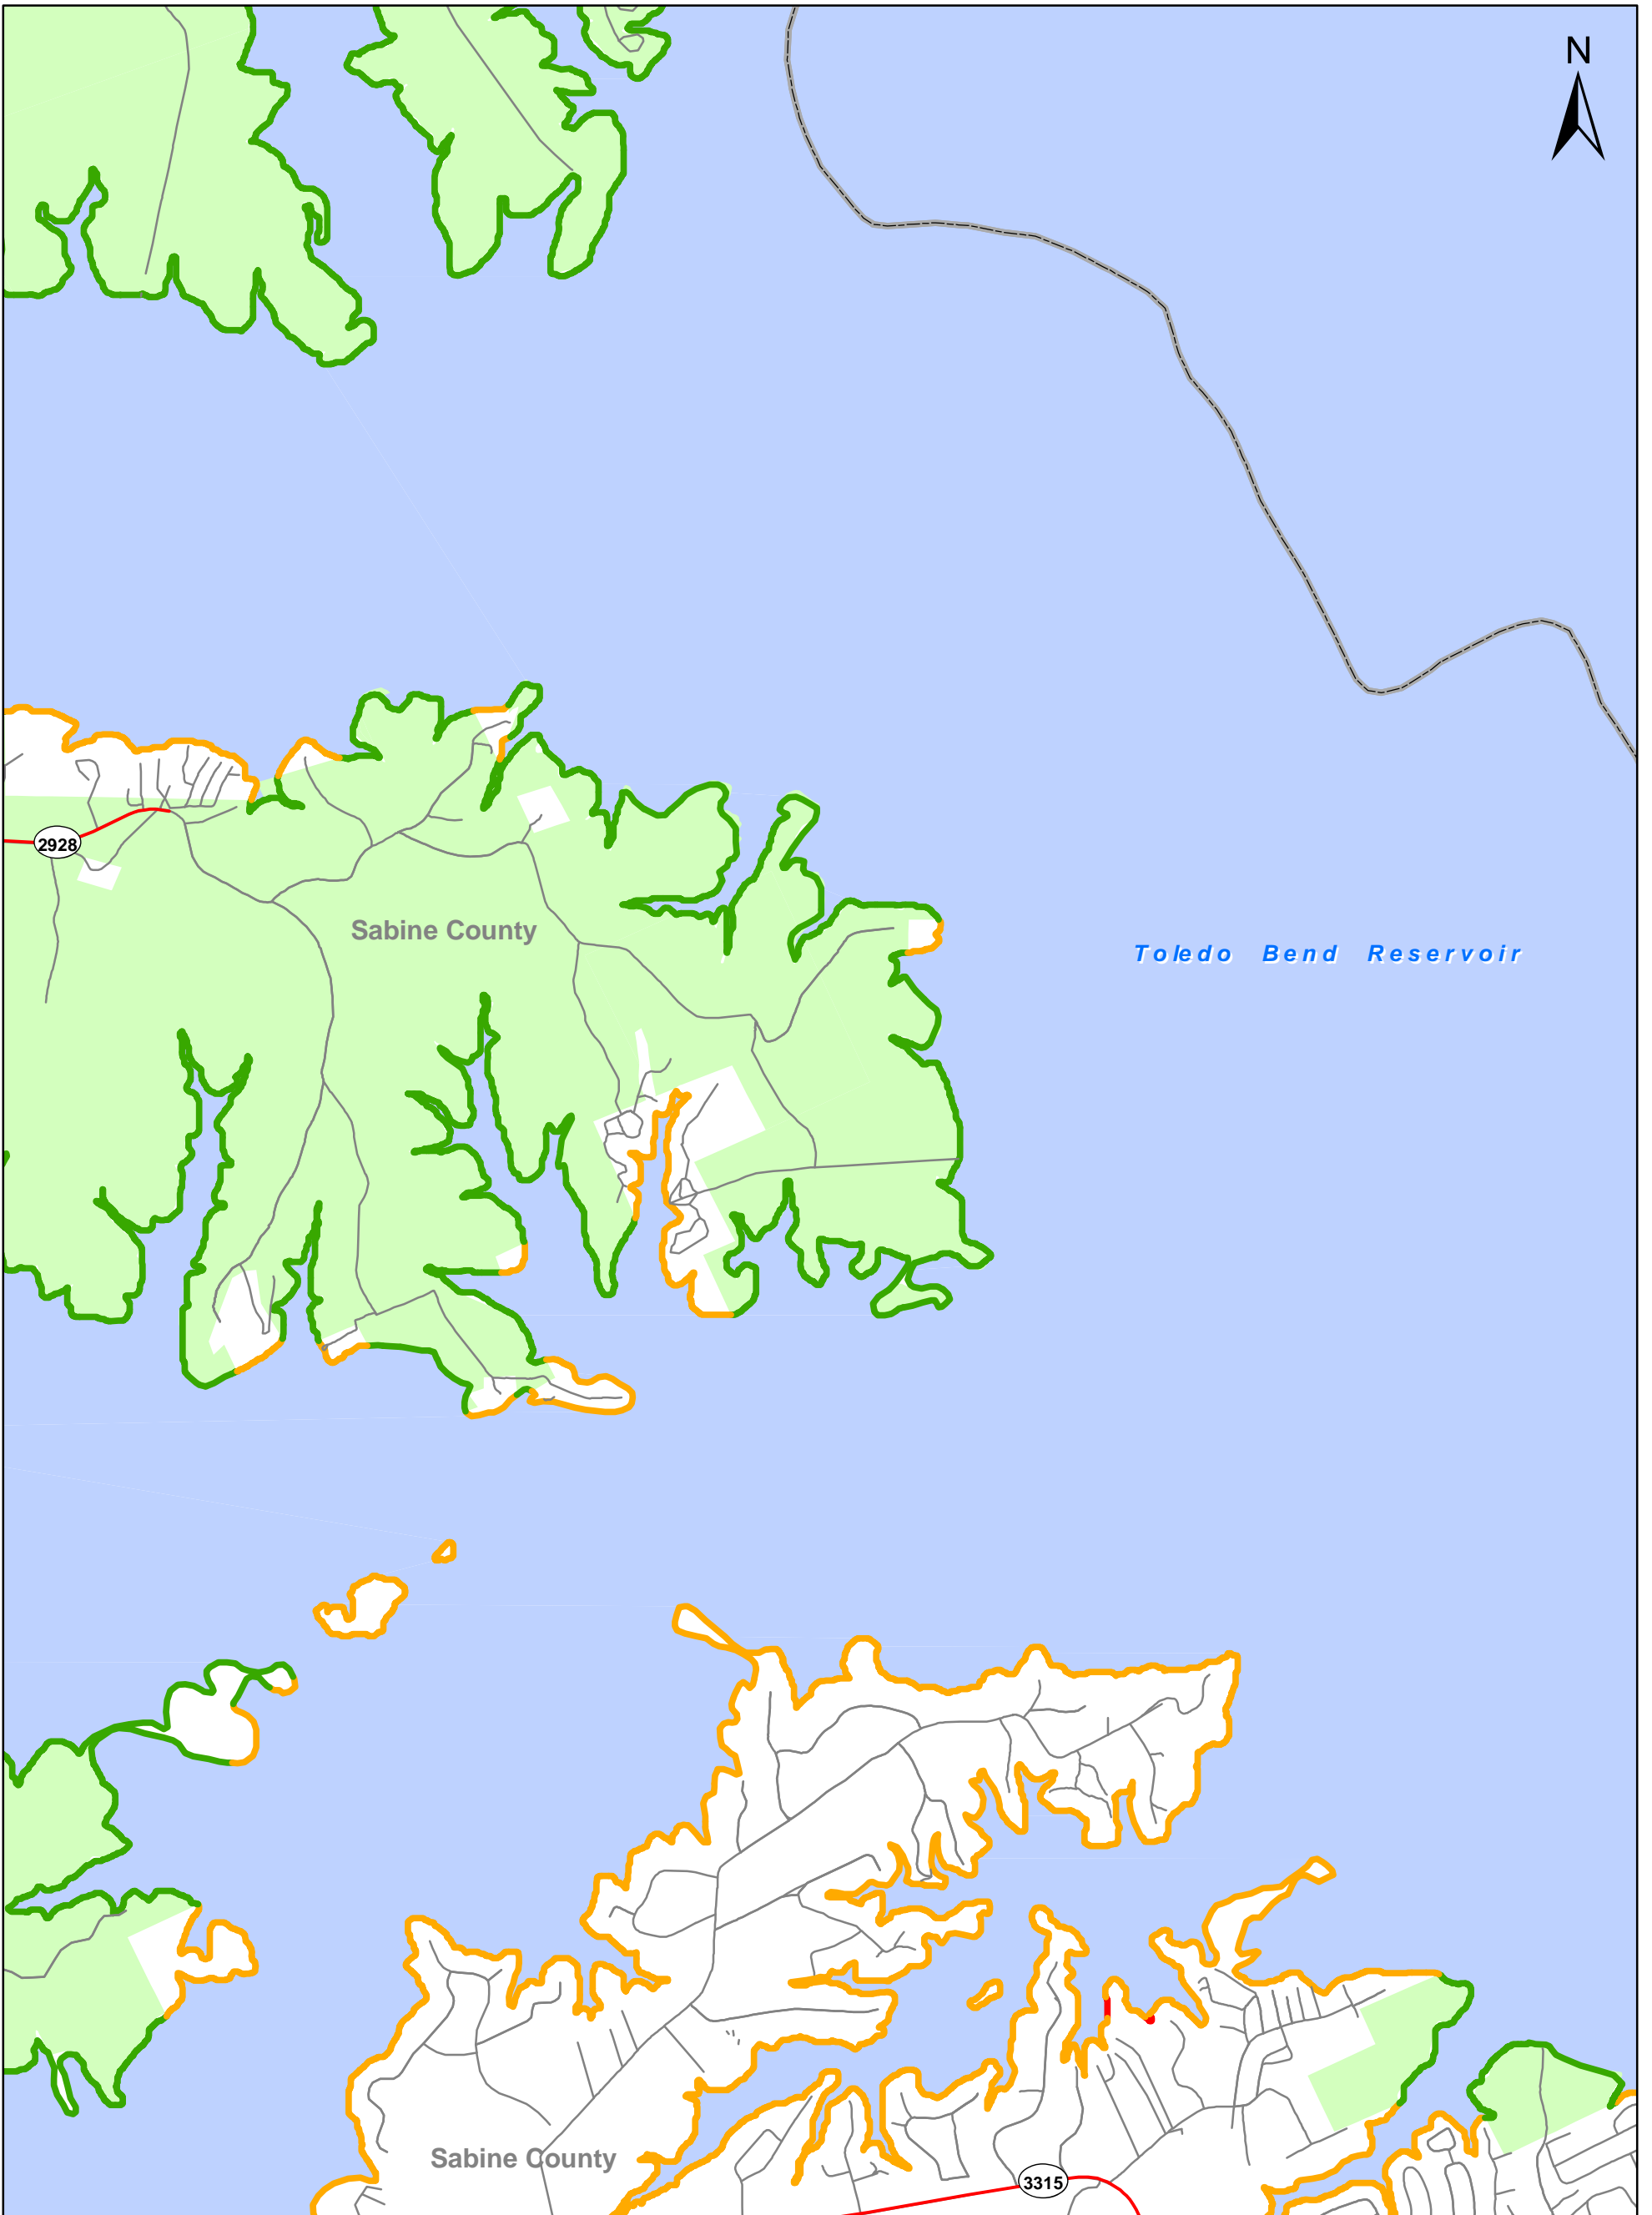 N
2928
Sabine County
Toledo Bend Reservoir
Sabine County
3315